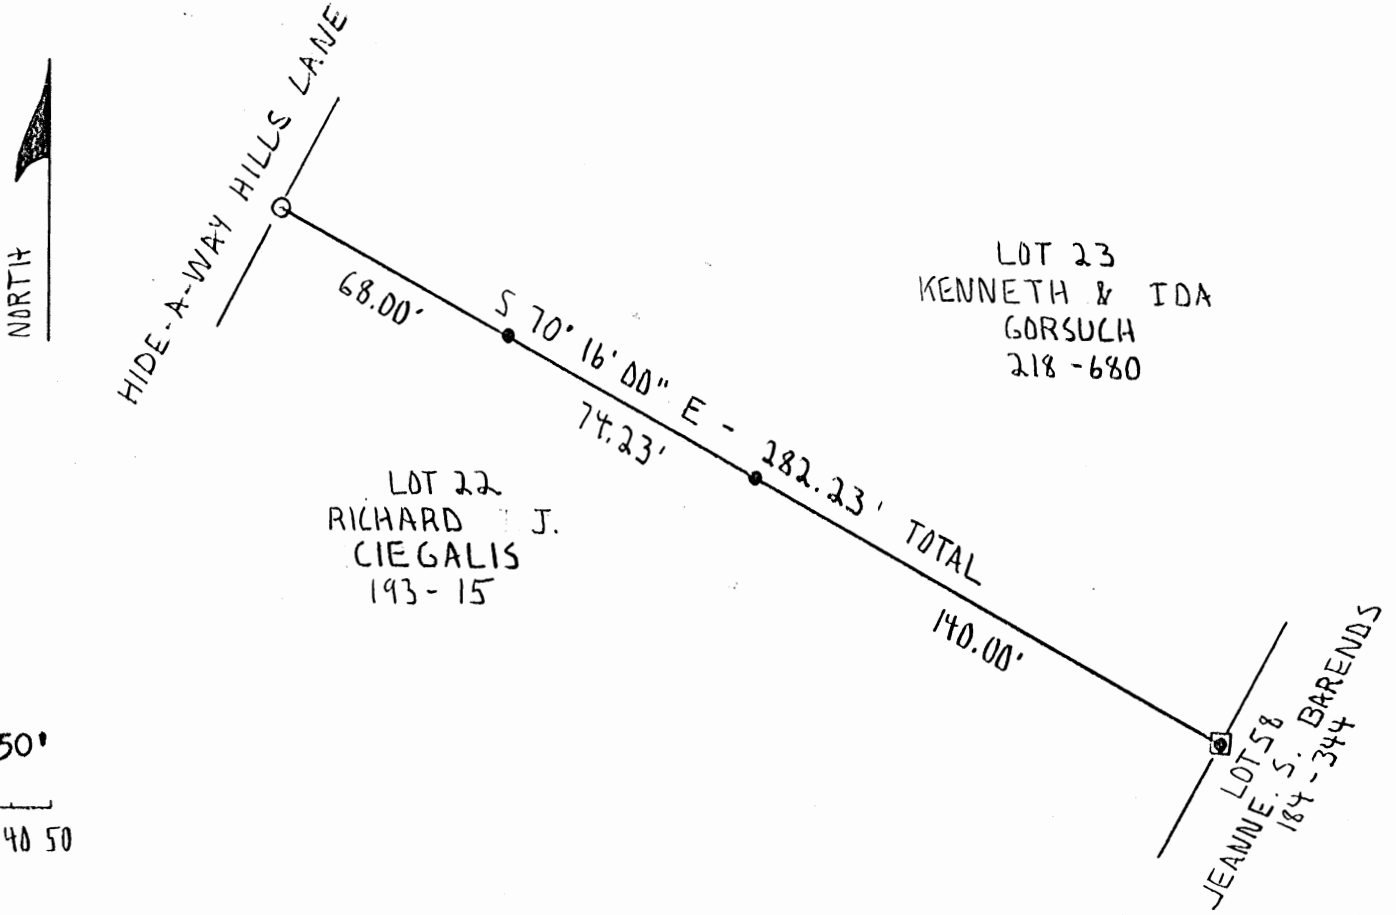 NORTH
HIDE-A-WAY HILLS LANE
68.00'
S 70° 16' 00" E - 282.23' TOTAL
74.23'
140.00'
LOT 23
KENNETH & IDA
GORSUCH
218-680
LOT 22
RICHARD J.
CIEGALIS
193-15
LOT 58
JEANNE. S. BARENDS
184-344
50'
40 50